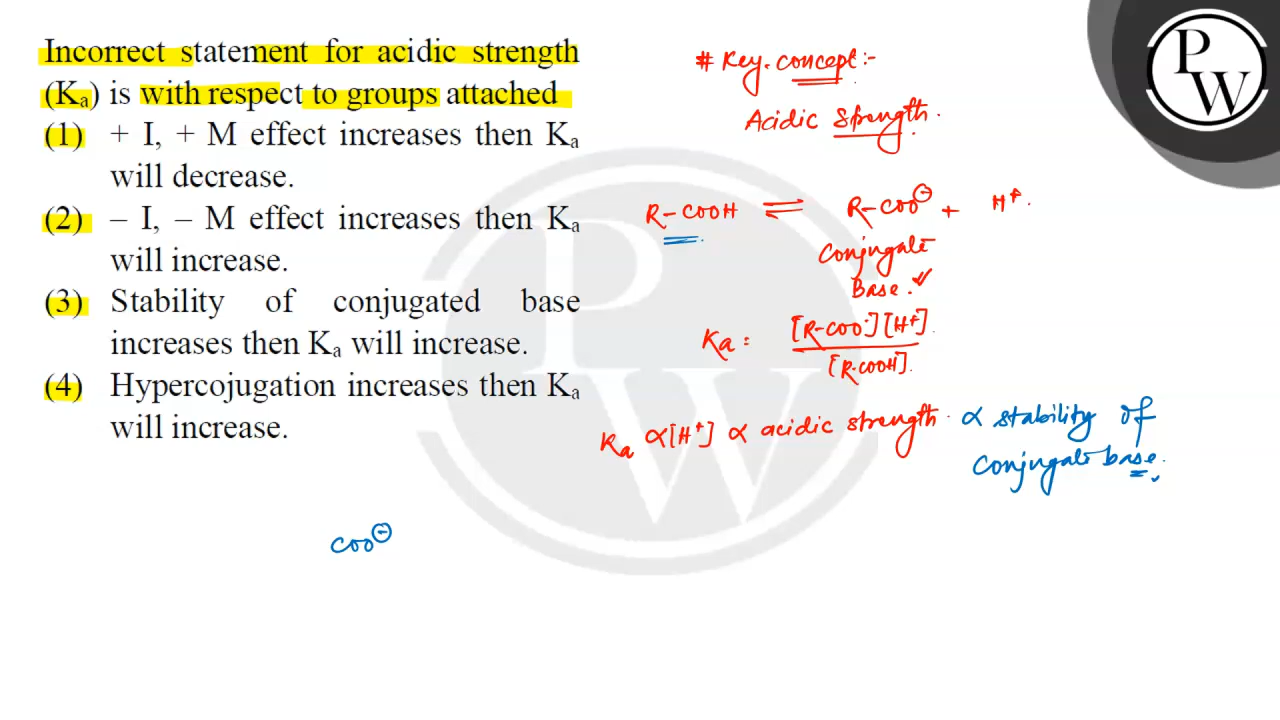 Incorrect statement for acidic strength
(Kₐ) is with respect to groups attached
(1) + I, + M effect increases then Kₐ
will decrease.
(2) – I, – M effect increases then Kₐ
will increase.
(3) Stability of conjugated base
increases then Kₐ will increase.
(4) Hypercojugation increases then Kₐ
will increase.
# Key. concept :-
Acidic strength.
R-COOH ⇌ R-COO⊖ + H⁺.
Conjugate
Base.
Ka = [R-COO⁻][H⁺]
[R-COOH].
Ka ∝ [H⁺] ∝ acidic strength. ∝ stability of
Conjugate base.
COO⊖
P
W
P
W